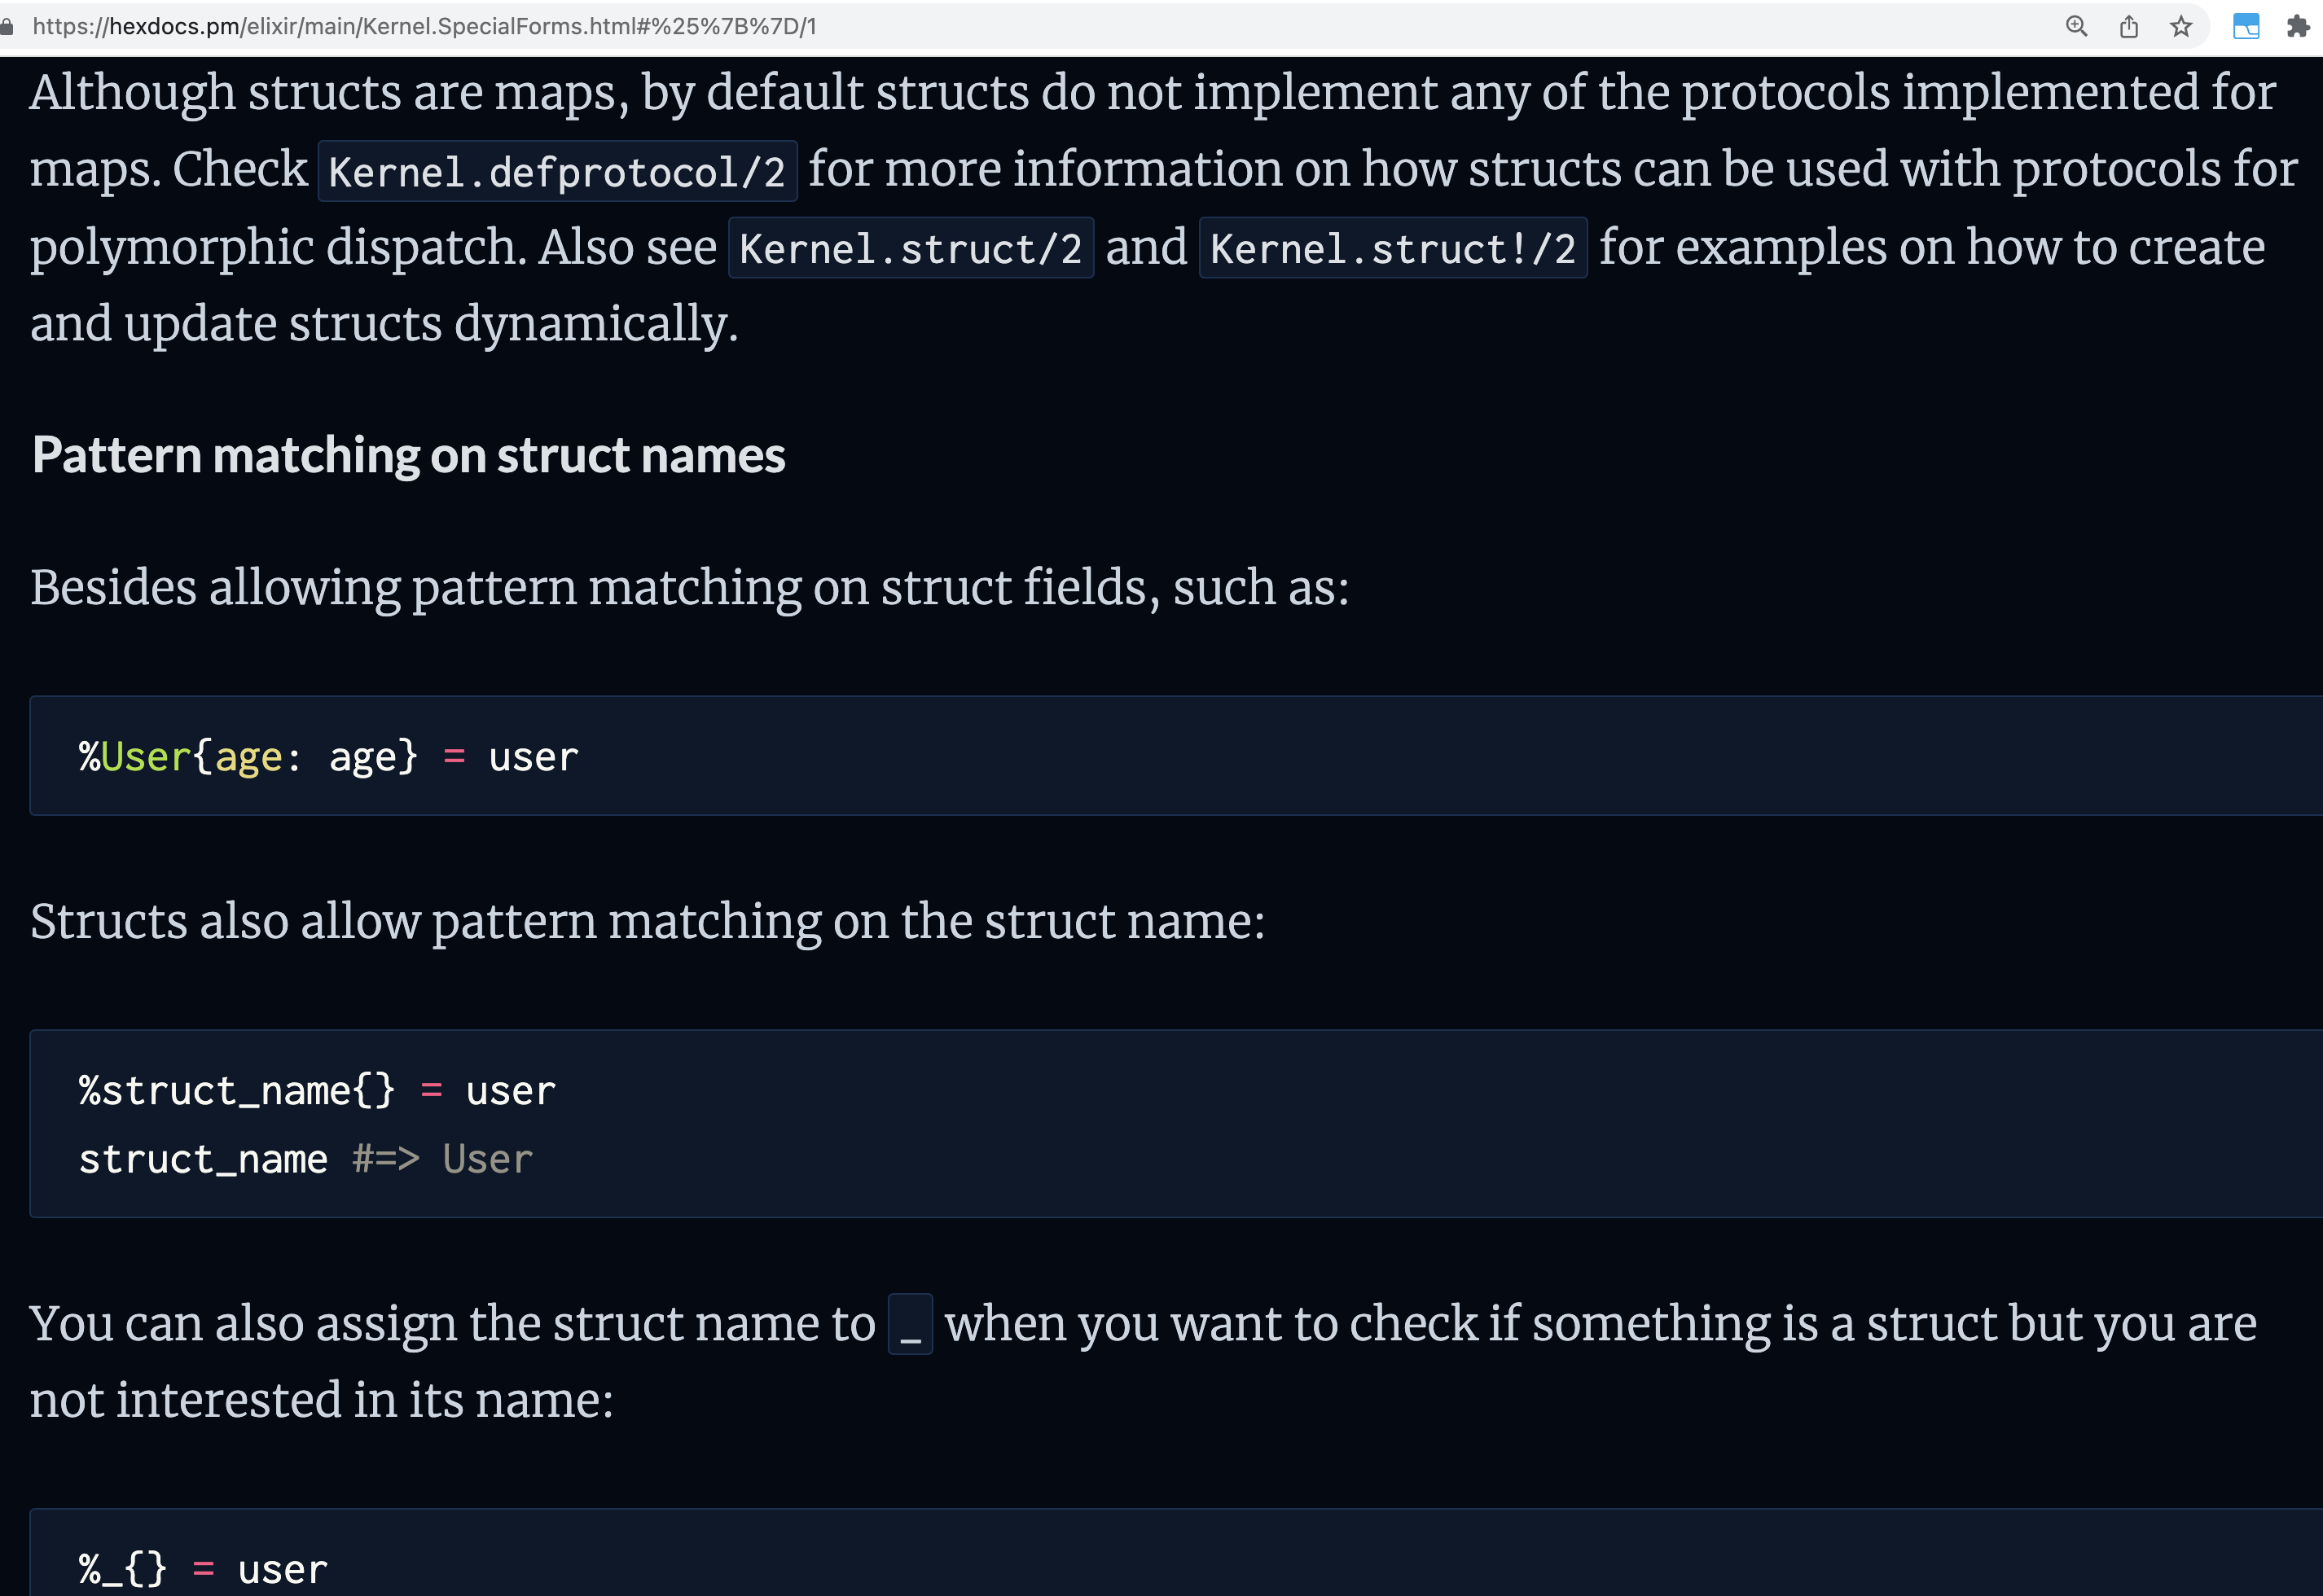 https://hexdocs.pm/elixir/main/Kernel.SpecialForms.html#%25%7B%7D/1
Although structs are maps, by default structs do not implement any of the protocols implemented for
maps. Check Kernel.defprotocol/2 for more information on how structs can be used with protocols for
polymorphic dispatch. Also see Kernel.struct/2 and Kernel.struct!/2 for examples on how to create
and update structs dynamically.
Pattern matching on struct names
Besides allowing pattern matching on struct fields, such as:
%User{age: age} = user
Structs also allow pattern matching on the struct name:
%struct_name{} = user
struct_name #=> User
You can also assign the struct name to _ when you want to check if something is a struct but you are
not interested in its name:
%_{} = user